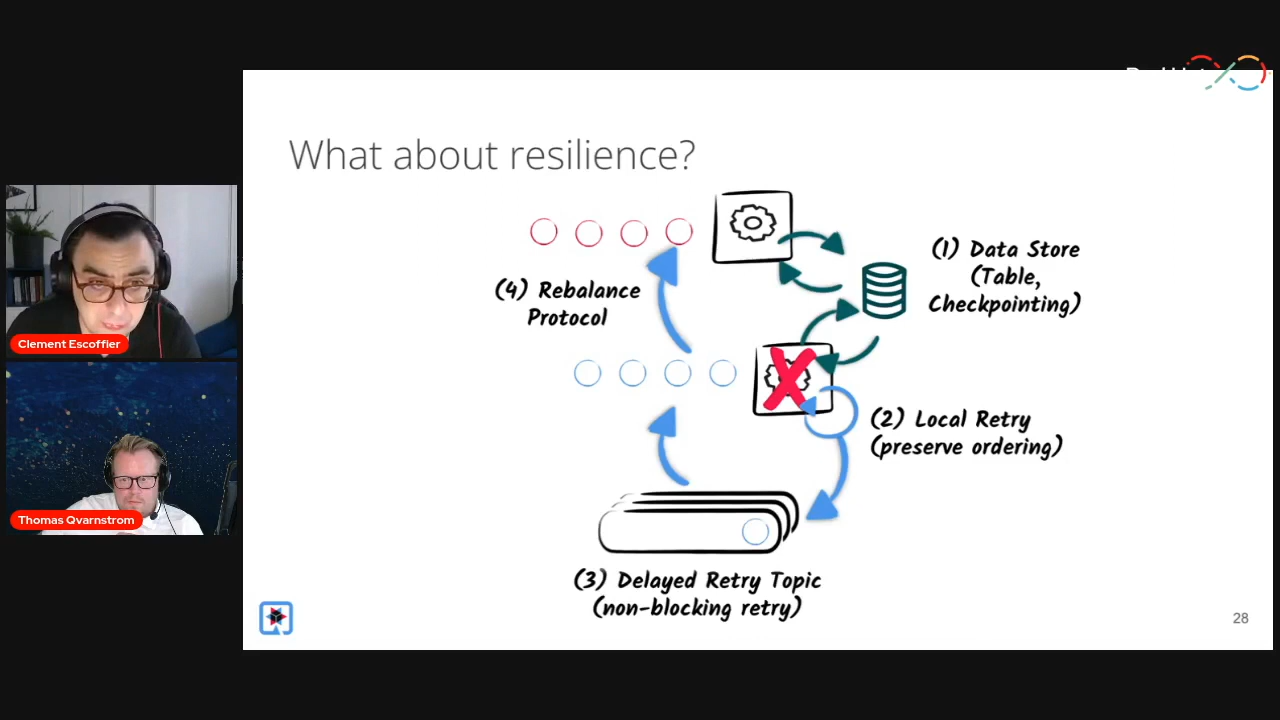 What about resilience?
(1) Data Store
(Table,
Checkpointing)
(4) Rebalance
Protocol
Clement Escoffier
(2) Local Retry
(preserve ordering)
Thomas Qvarnstrom
(3) Delayed Retry Topic
(non-blocking retry)
28